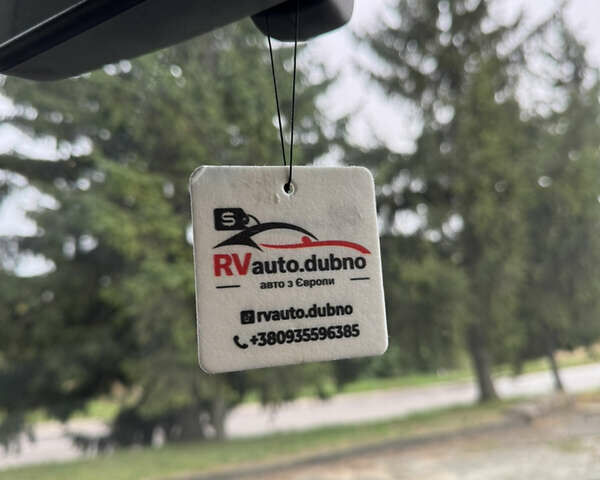 S
RVauto.dubno
авто з Європи
rvauto.dubno
+380935596385